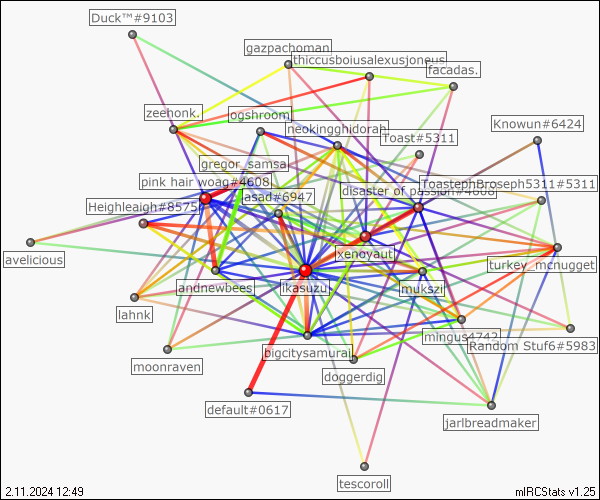 Duck™#9103
gazpachoman
thiccusboiusalexusjoneus
facadas.
zeehonk.
ogshroom
neokingghidorah
Toast#5311
Knowun#6424
gregor_samsa
pink hair woag#4608
asad#6947
disaster of passion#4608
ToastephBroseph5311#5311
Heighleaigh#8575
avelicious
xenoyaut
turkey_mcnugget
andnewbees
ikasuzu
mukszi
lahnk
mingus4742
Random Stuf6#5983
bigcitysamurai
moonraven
doggerdig
default#0617
jarlbreadmaker
tescoroll
2.11.2024 12:49
mIRCStats v1.25